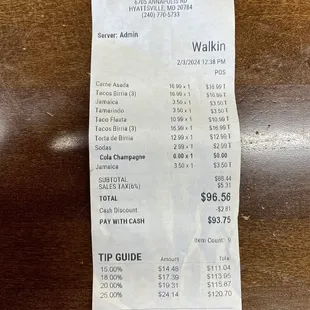 6705 ANNAPOLIS RD
HYATTSVILLE, MD 20784
(240) 770-5733
Server: Admin
Walkin
2/3/2024 12:38 PM
POS
Carne Asada 16.99 x 1 $16.99 T
Tacos Birria (3) 16.99 x 1 $16.99 T
Jamaica 3.50 x 1 $3.50 T
Tamarindo 3.50 x 1 $3.50 T
Taco Flauta 10.99 x 1 $10.99 T
Tacos Birria (3) 16.99 x 1 $16.99 T
Torta de Birria 12.99 x 1 $12.99 T
Sodas 2.99 x 1 $2.99 T
Cola Champagne 0.00 x 1 $0.00
Jamaica 3.50 x 1 $3.50 T
SUBTOTAL $88.44
SALES TAX(6%) $5.31
TOTAL $96.56
Cash Discount -$2.81
PAY WITH CASH $93.75
Item Count: 9
TIP GUIDE Amount Total
15.00% $14.48 $111.04
18.00% $17.39 $113.95
20.00% $19.31 $115.87
25.00% $24.14 $120.70